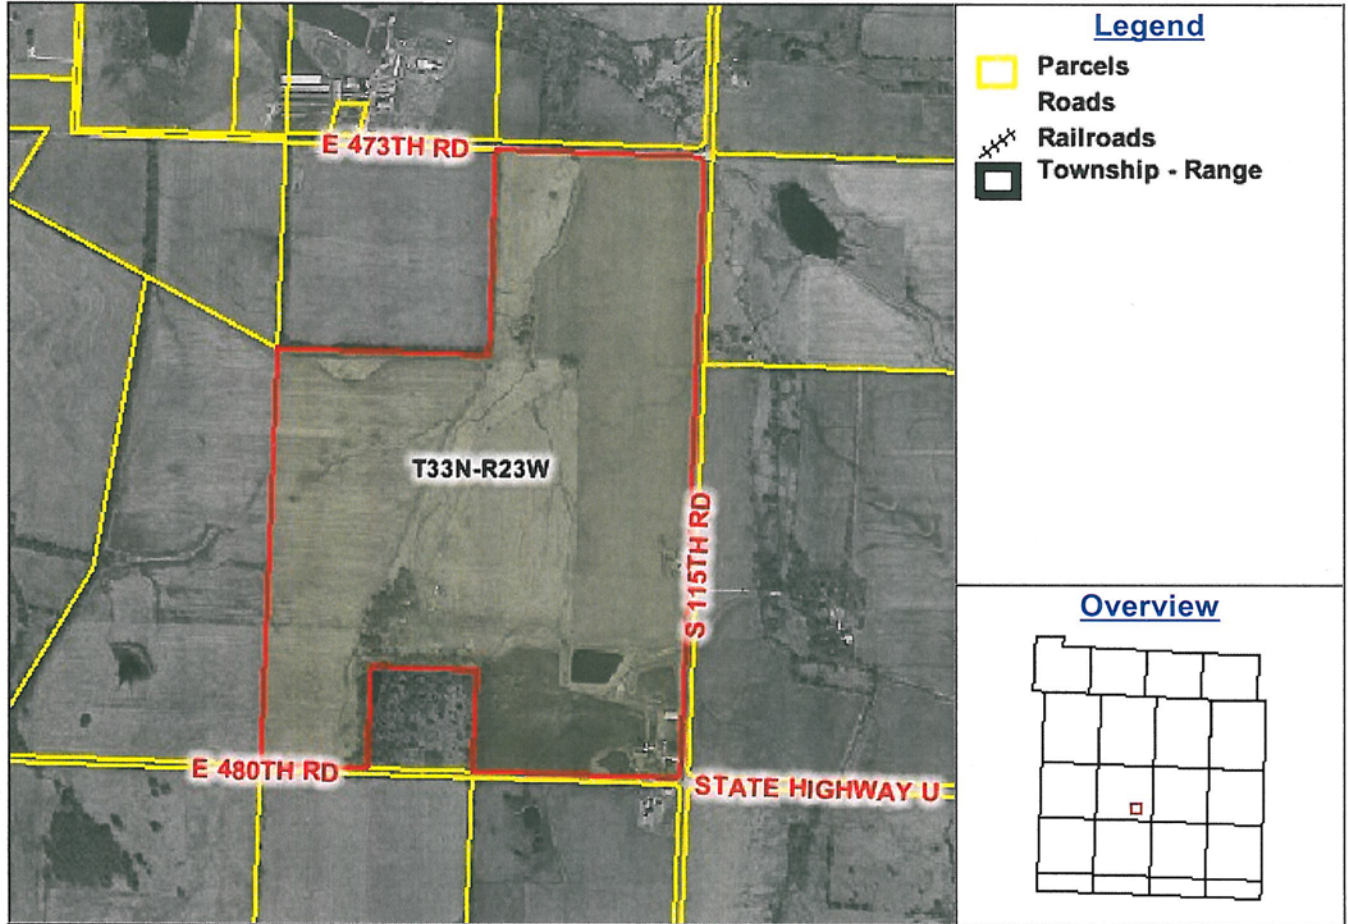 E 473TH RD
T33N-R23W
S 115TH RD
E 480TH RD
STATE HIGHWAY U
Legend
Parcels
Roads
Railroads
Township - Range
Overview